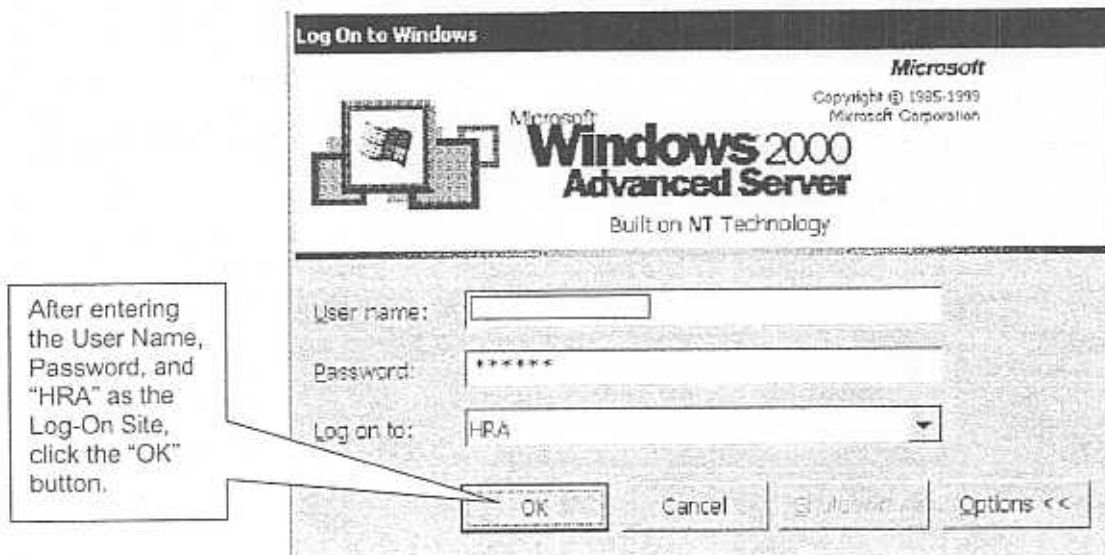 Log On to Windows
Microsoft
Copyright © 1985-1999
Microsoft Corporation
Microsoft
Windows 2000
Advanced Server
Built on NT Technology
After entering
the User Name,
Password, and
“HRA” as the
Log-On Site,
click the “OK”
button.
User name:
Password: ******
Log on to: HRA
OK Cancel Shutdown... Options <<